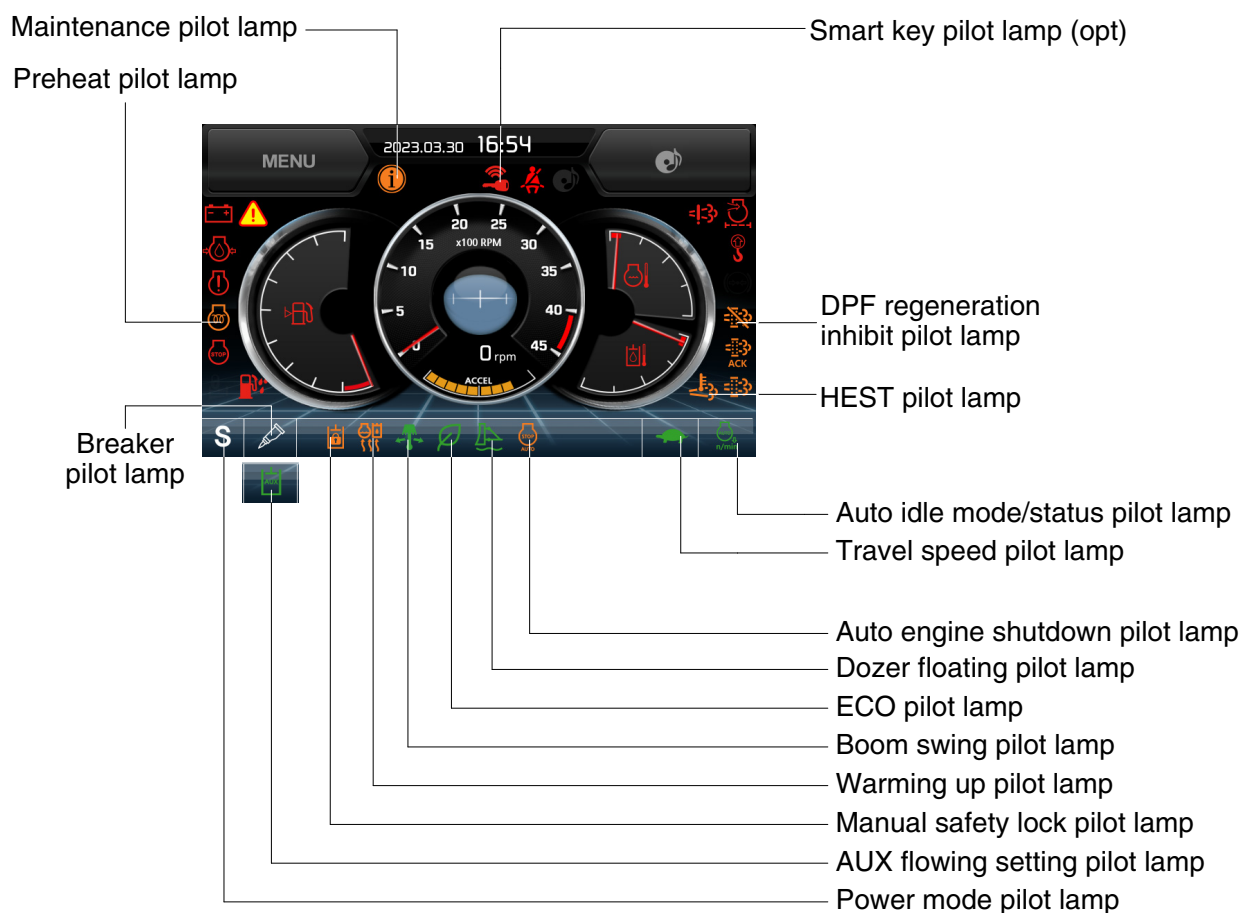 Maintenance pilot lamp
Smart key pilot lamp (opt)
Preheat pilot lamp
MENU
2023.03.30 16:54
20 25
15 x100 RPM 30
10 35
5 40
0 45
0 rpm
ACCEL
STOP
ACK
DPF regeneration
inhibit pilot lamp
HEST pilot lamp
Breaker
pilot lamp
S
STOP
AUTO
n/min
AUX
Auto idle mode/status pilot lamp
Travel speed pilot lamp
Auto engine shutdown pilot lamp
Dozer floating pilot lamp
ECO pilot lamp
Boom swing pilot lamp
Warming up pilot lamp
Manual safety lock pilot lamp
AUX flowing setting pilot lamp
Power mode pilot lamp